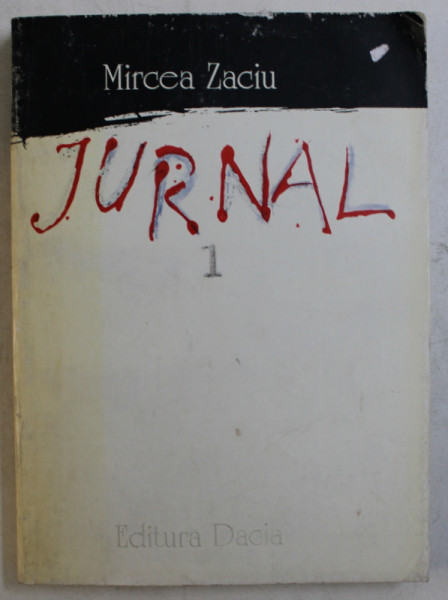 Mircea Zaciu
JURNAL
1
Editura Dacia